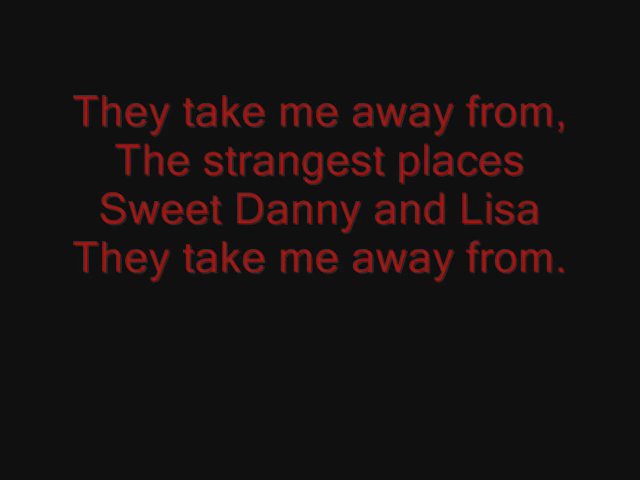 They take me away from,
The strangest places
Sweet Danny and Lisa
They take me away from.